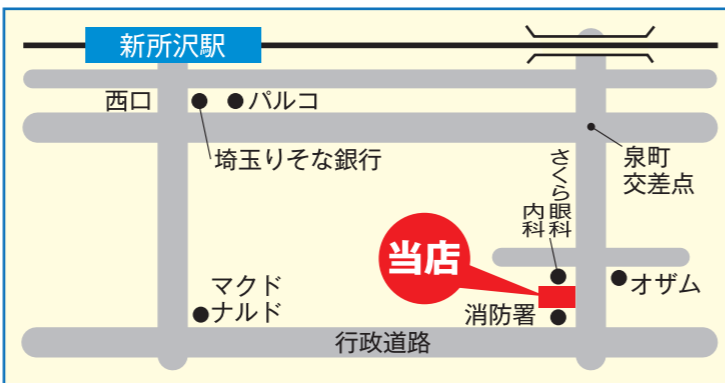 新所沢駅
西口
パルコ
埼玉りそな銀行
泉町
交差点
さくら眼科
内科
当店
オザム
マクド
ナルド
消防署
行政道路